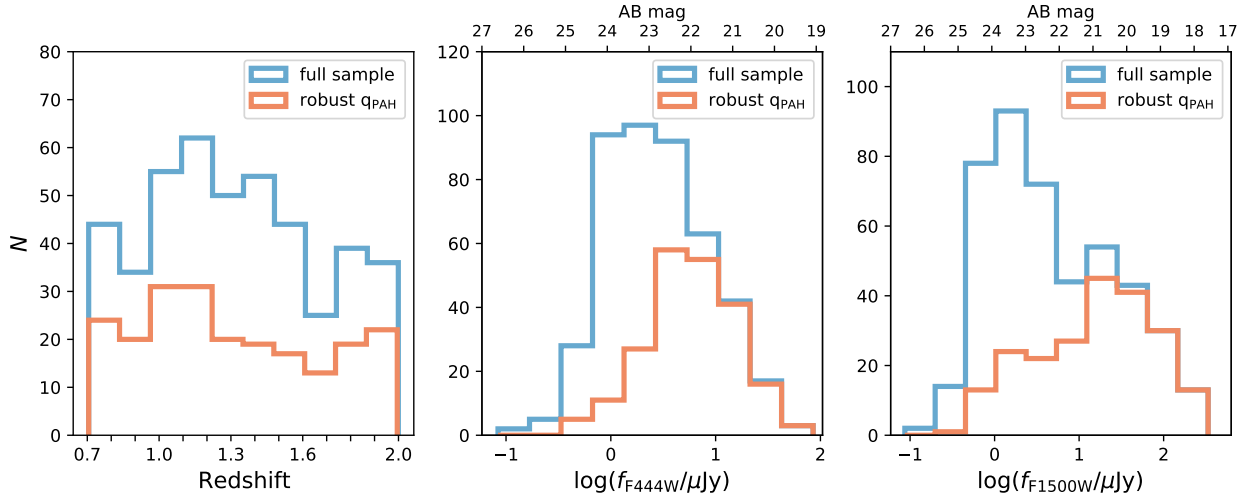 AB mag
AB mag
27 26 25 24 23 22 21 20 19
27 26 25 24 23 22 21 20 19 18 17
80
70
60
50
40
30
20
10
0
N
full sample
robust qPAH
0.7 1.0 1.3 1.6 2.0
Redshift
120
100
80
60
40
20
0
full sample
robust qPAH
−1 0 1 2
log(fF444W/μJy)
100
80
60
40
20
0
full sample
robust qPAH
−1 0 1 2
log(fF1500W/μJy)